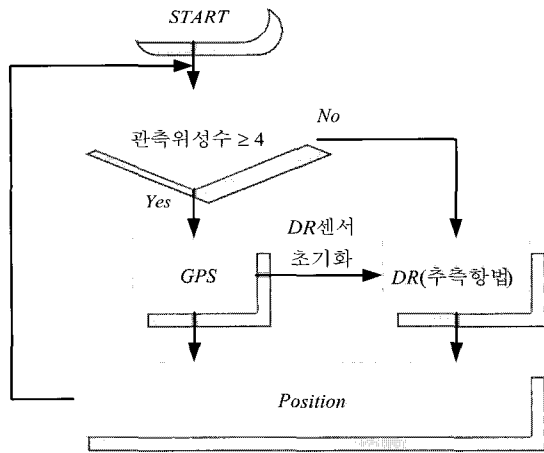 START
No
관측위성수 ≥ 4
Yes
DR센서
초기화
GPS
DR(추측항법)
Position